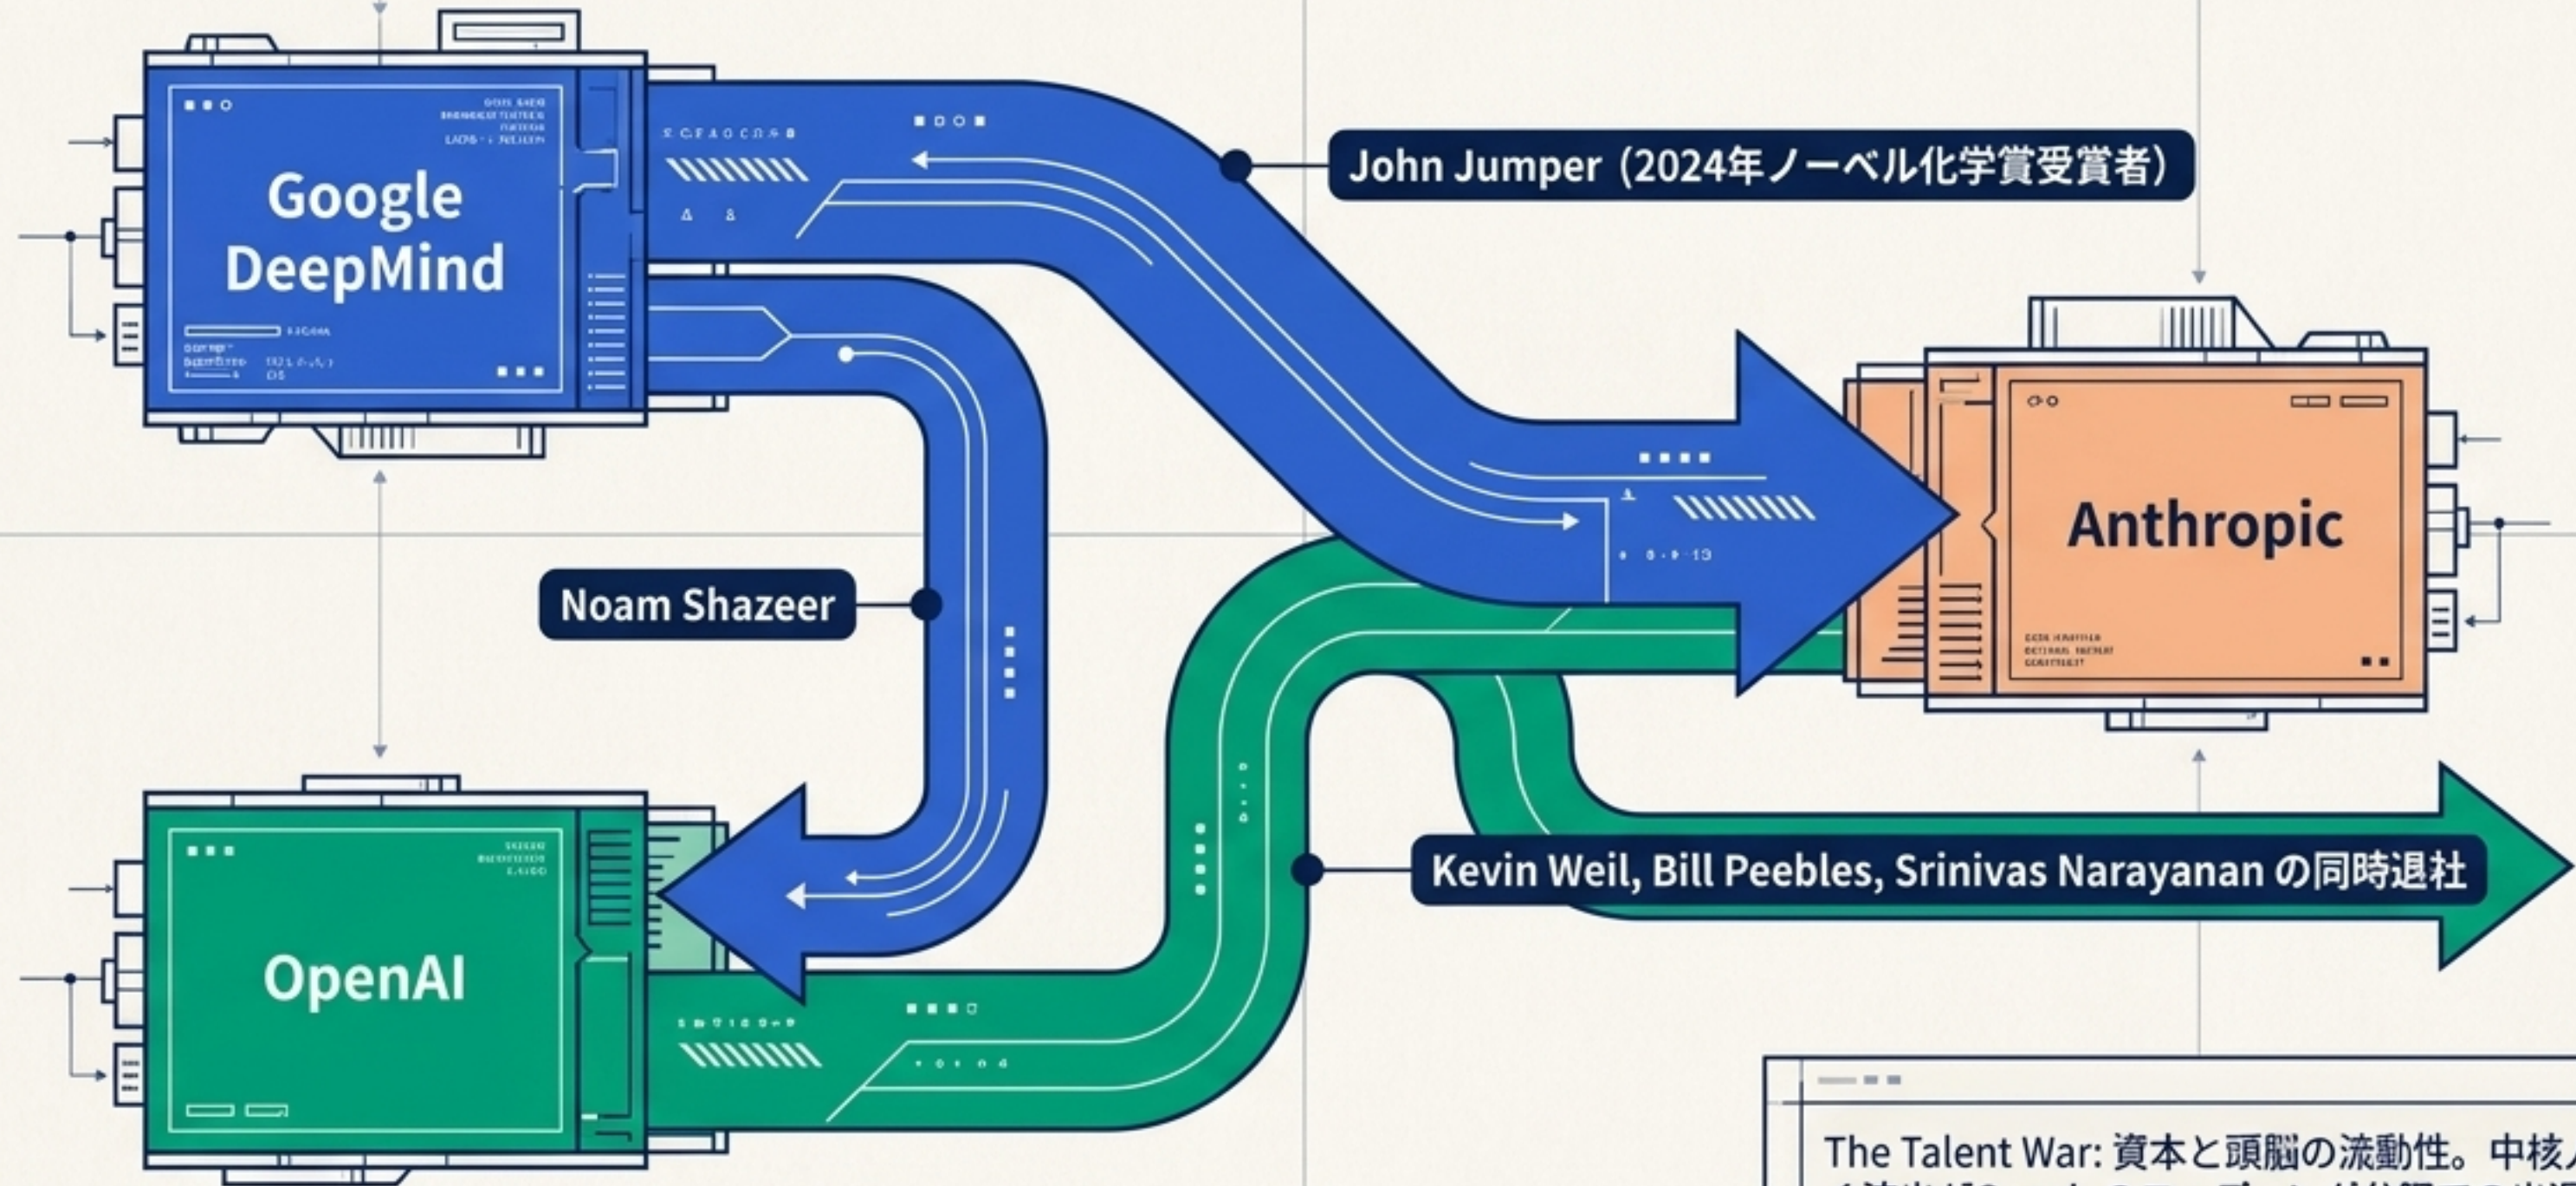 Google
DeepMind
John Jumper (2024年ノーベル化学賞受賞者)
Anthropic
Noam Shazeer
OpenAI
Kevin Weil, Bill Peebles, Srinivas Narayanan の同時退社
The Talent War: 資本と頭脳の流動性。中核